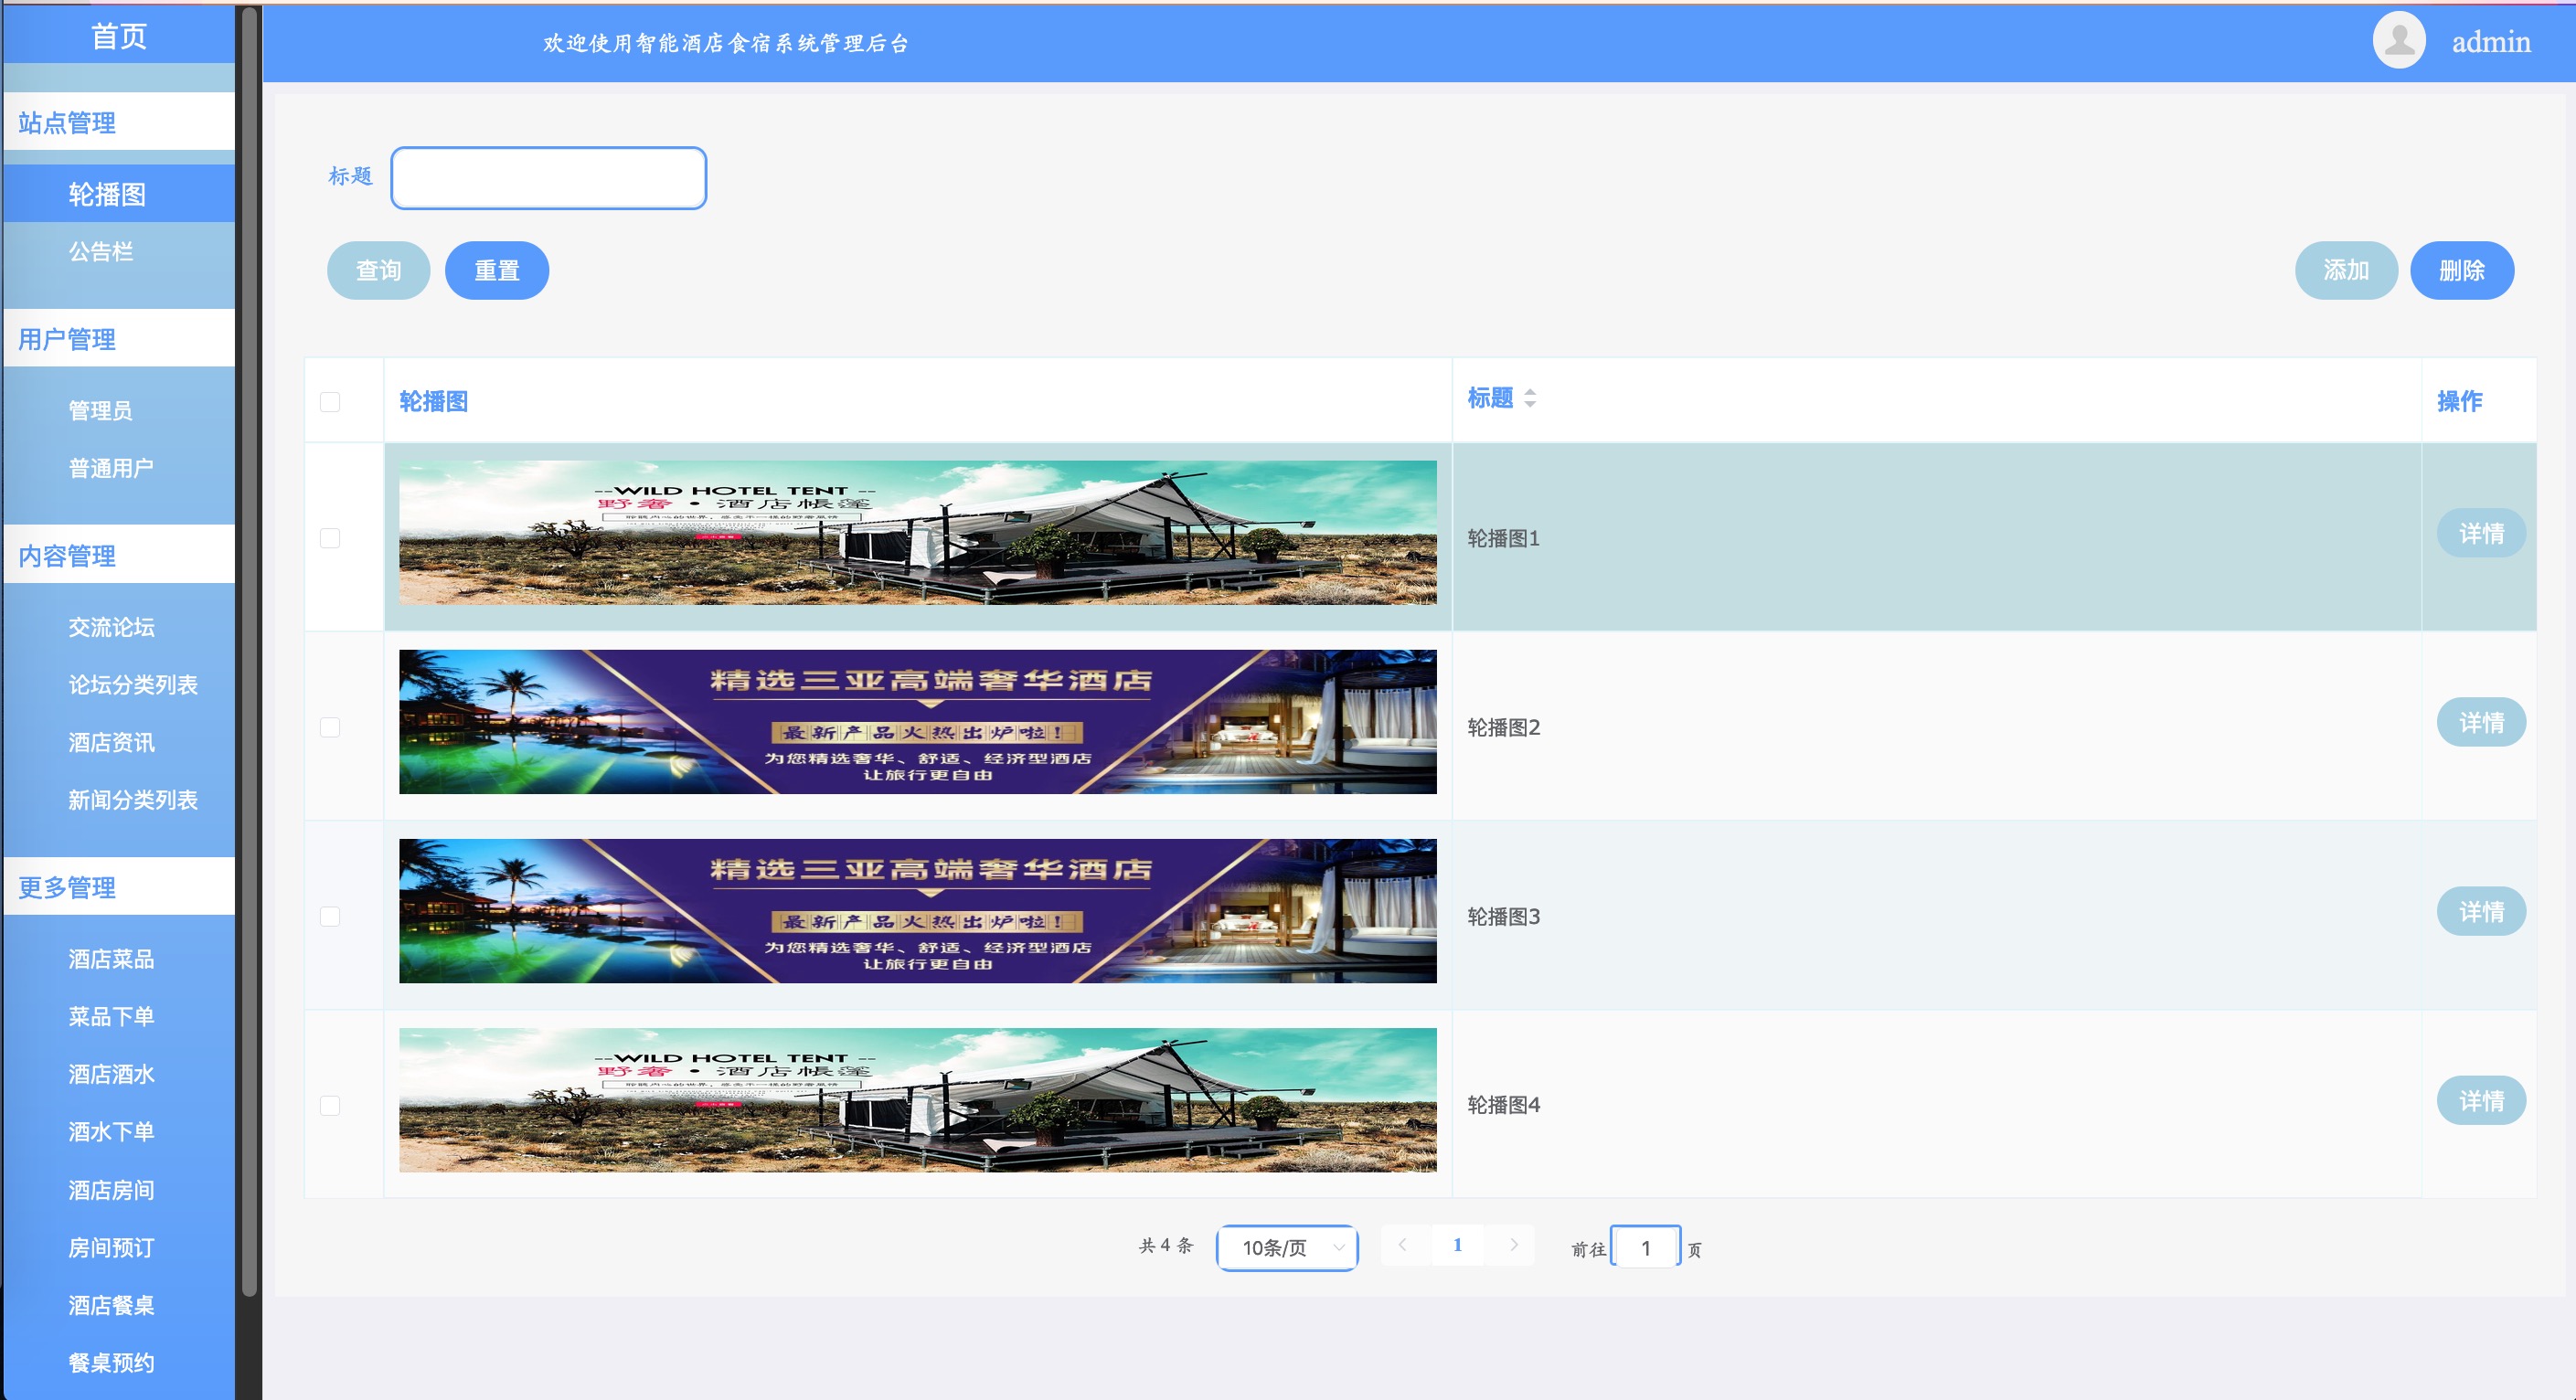 首页
欢迎使用智能酒店食宿系统管理后台
admin
站点管理
轮播图
公告栏
用户管理
管理员
普通用户
内容管理
交流论坛
论坛分类列表
酒店资讯
新闻分类列表
更多管理
酒店菜品
菜品下单
酒店酒水
酒水下单
酒店房间
房间预订
酒店餐桌
餐桌预约
标题
查询 重置 添加 删除
轮播图 标题 操作
--WILD HOTEL TENT--
野奢·酒店帳篷
轮播图1 详情
精选三亚高端奢华酒店
最新产品火热出炉啦!
为您精选奢华、舒适、经济型酒店
让旅行更自由
轮播图2 详情
精选三亚高端奢华酒店
最新产品火热出炉啦!
为您精选奢华、舒适、经济型酒店
让旅行更自由
轮播图3 详情
--WILD HOTEL TENT--
野奢·酒店帳篷
轮播图4 详情
共 4 条 10条/页 1 前往 1 页